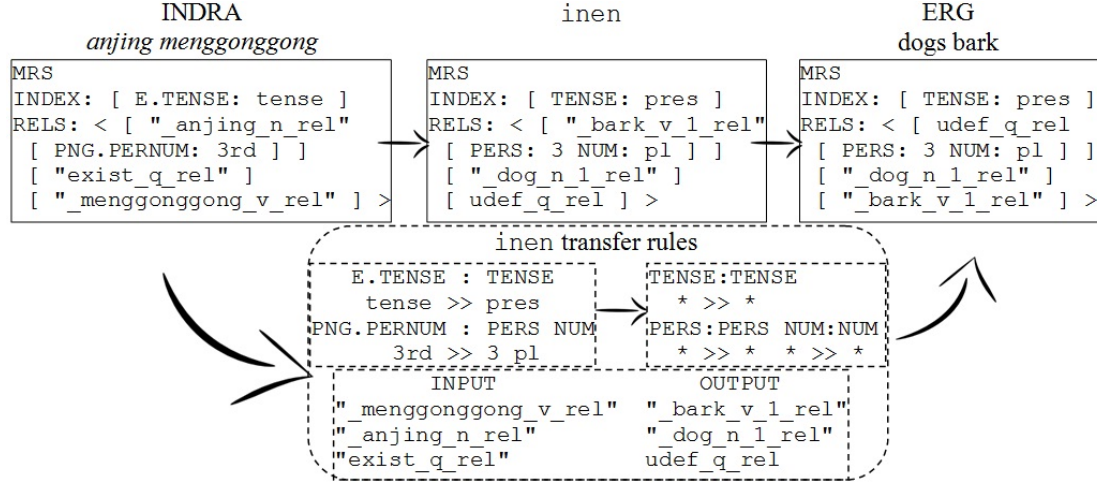 INDRA
anjing menggonggong
MRS
INDEX: [ E.TENSE: tense ]
RELS: < [ "_anjing_n_rel"
[ PNG.PERNUM: 3rd ] ]
[ "exist_q_rel" ]
[ "_menggonggong_v_rel" ] >
inen
MRS
INDEX: [ TENSE: pres ]
RELS: < [ "_bark_v_1_rel"
[ PERS: 3 NUM: pl ] ]
[ "_dog_n_1_rel" ]
[ udef_q_rel ] >
ERG
dogs bark
MRS
INDEX: [ TENSE: pres ]
RELS: < [ udef_q_rel
[ PERS: 3 NUM: pl ] ]
[ "_dog_n_1_rel" ]
[ "_bark_v_1_rel" ] >
inen transfer rules
E.TENSE : TENSE
tense >> pres
PNG.PERNUM : PERS NUM
3rd >> 3 pl
TENSE:TENSE
* >> *
PERS:PERS NUM:NUM
* >> * * >> *
INPUT OUTPUT
"_menggonggong_v_rel" "_bark_v_1_rel"
"_anjing_n_rel" "_dog_n_1_rel"
"exist_q_rel" udef_q_rel